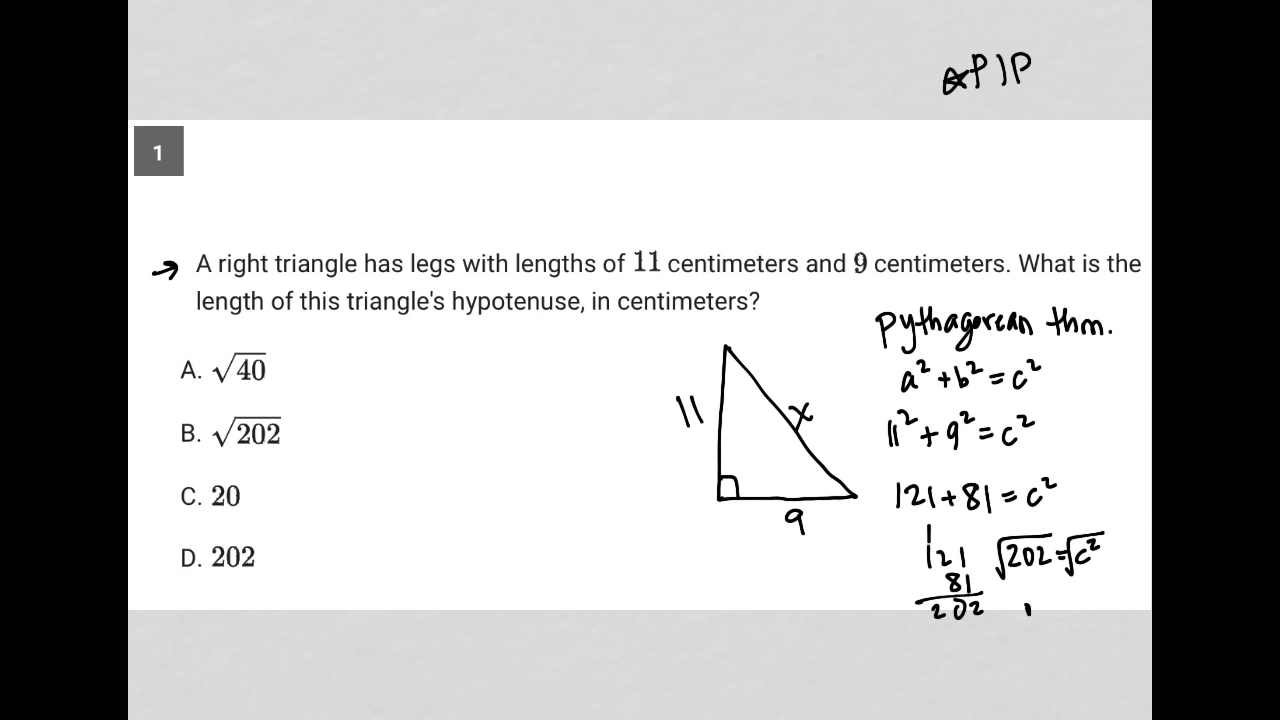 ★P)P
1
→ A right triangle has legs with lengths of 11 centimeters and 9 centimeters. What is the
length of this triangle's hypotenuse, in centimeters?
A. √40
B. √202
C. 20
D. 202
11
x
9
pythagorean thm.
a² + b² = c²
11² + 9² = c²
121 + 81 = c²
1
121
81
202
√202 = √c²